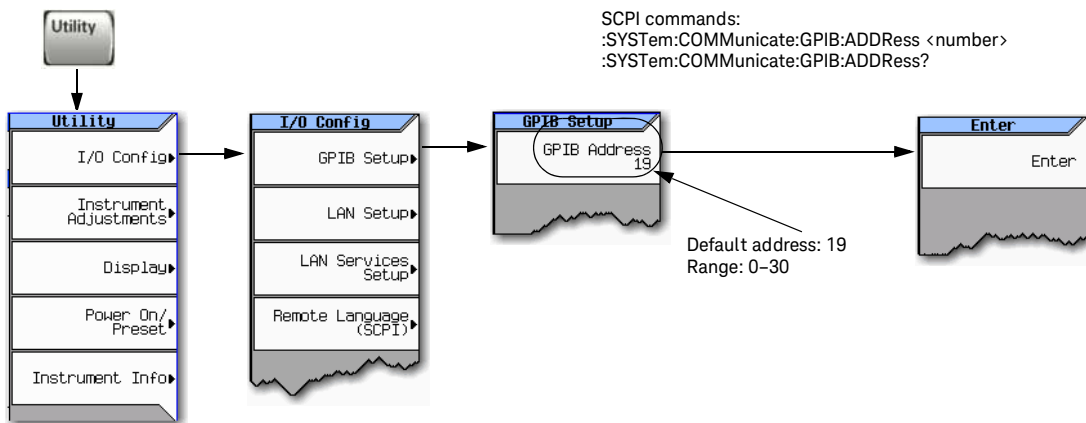 Utility
SCPI commands:
:SYSTem:COMMunicate:GPIB:ADDRess <number>
:SYSTem:COMMunicate:GPIB:ADDRess?
Utility
I/O Config
Instrument
Adjustments
Display
Power On/
Preset
Instrument Info
I/O Config
GPIB Setup
LAN Setup
LAN Services
Setup
Remote Language
(SCPI)
GPIB Setup
GPIB Address
19
Default address: 19
Range: 0–30
Enter
Enter